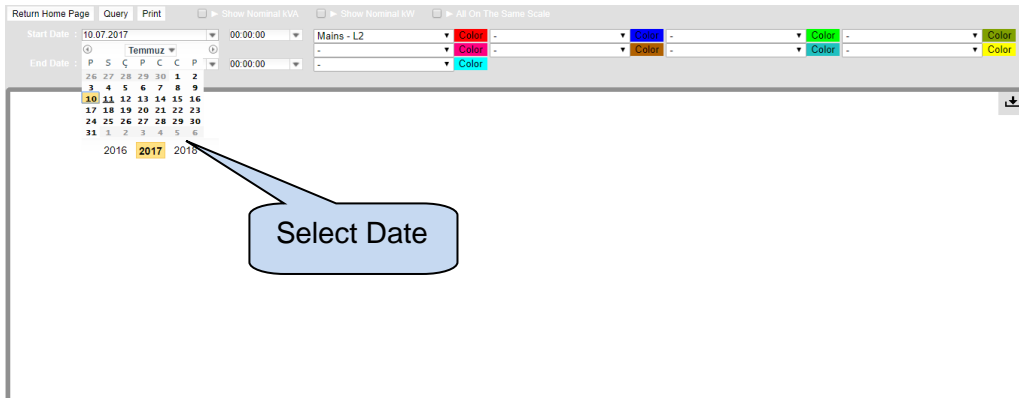 Return Home Page Query Print ► Show Nominal kVA ► Show Nominal kW ► All On The Same Scale
Start Date : 10.07.2017 00:00:00 Mains - L2 Color - Color - Color - Color
Temmuz - Color - Color - Color - Color
End Date : 00:00:00 - Color
P S Ç P C C P
26 27 28 29 30 1 2
3 4 5 6 7 8 9
10 11 12 13 14 15 16
17 18 19 20 21 22 23
24 25 26 27 28 29 30
31 1 2 3 4 5 6
2016 2017 2018
Select Date